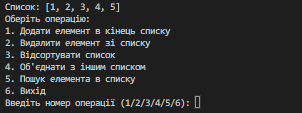 Список: [1, 2, 3, 4, 5]
Оберіть операцію:
1. Додати елемент в кінець списку
2. Видалити елемент зі списку
3. Відсортувати список
4. Об'єднати з іншим списком
5. Пошук елемента в списку
6. Вихід
Введіть номер операції (1/2/3/4/5/6):